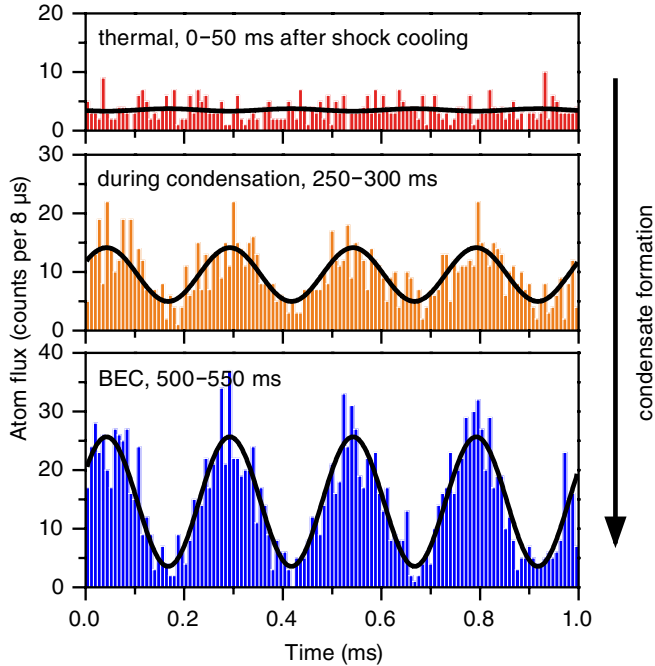 20
thermal, 0–50 ms after shock cooling
10
0
30
during condensation, 250–300 ms
20
10
0
40
BEC, 500–550 ms
30
20
10
0
0.0 0.2 0.4 0.6 0.8 1.0
Time (ms)
Atom flux (counts per 8 µs)
condensate formation